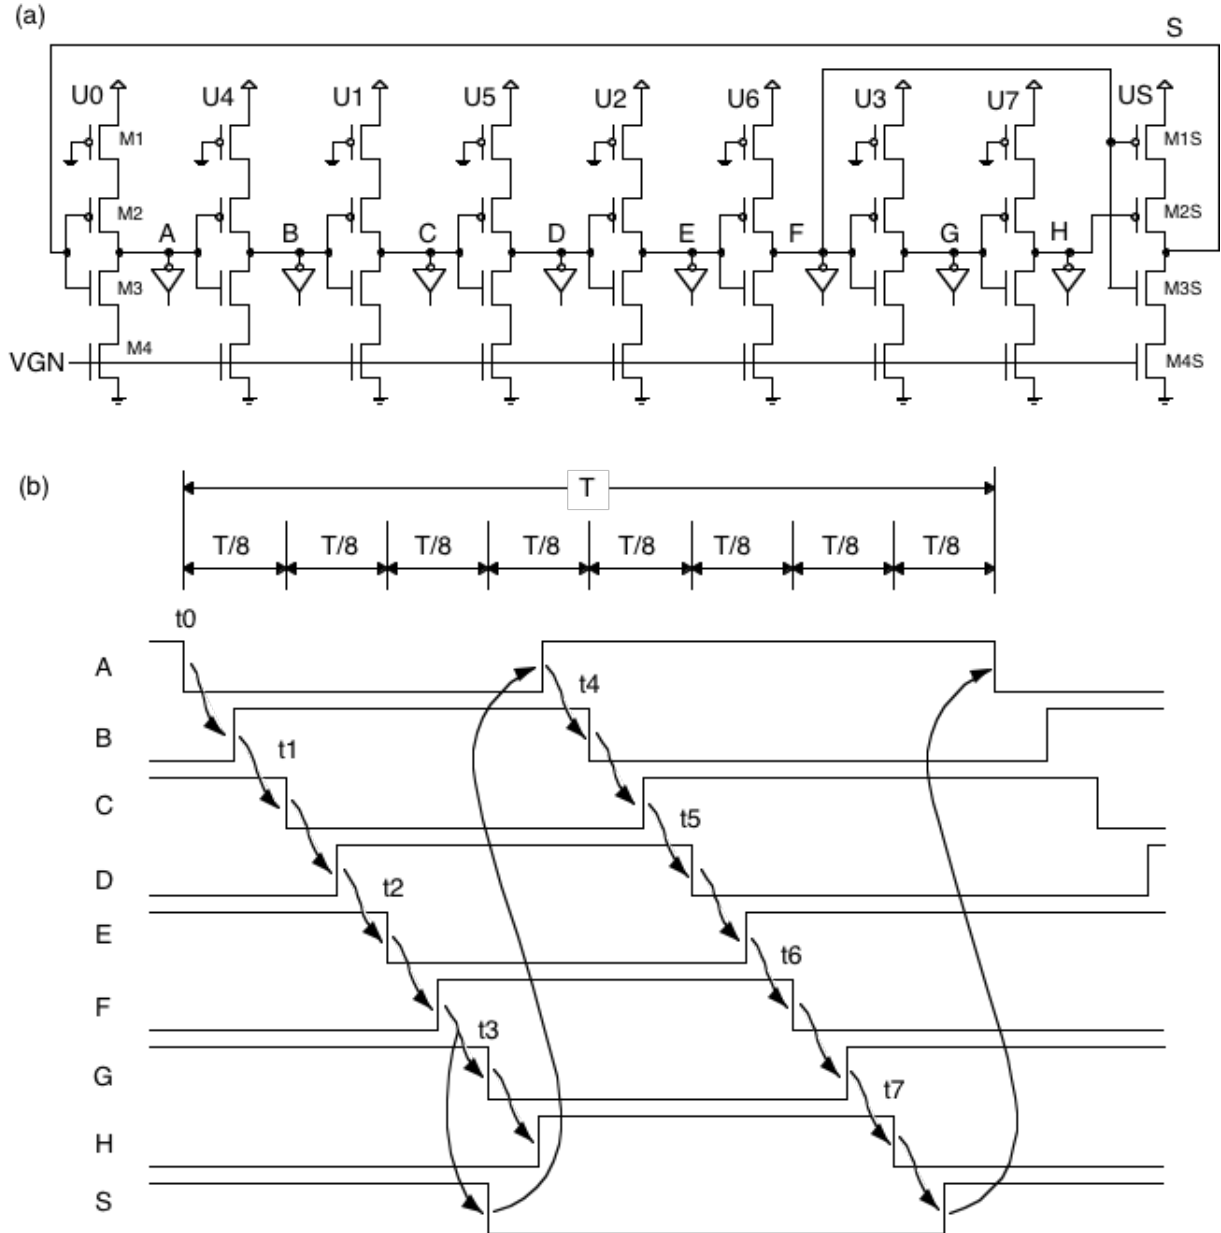 (a)
S
U0 U4 U1 U5 U2 U6 U3 U7 US
M1 M1S
M2 M2S
A B C D E F G H
M3 M3S
M4 M4S
VGN
(b)
T
T/8 T/8 T/8 T/8 T/8 T/8 T/8 T/8
t0
A
t4
B
t1
C
t5
D
t2
E
t6
F
t3
G
t7
H
S